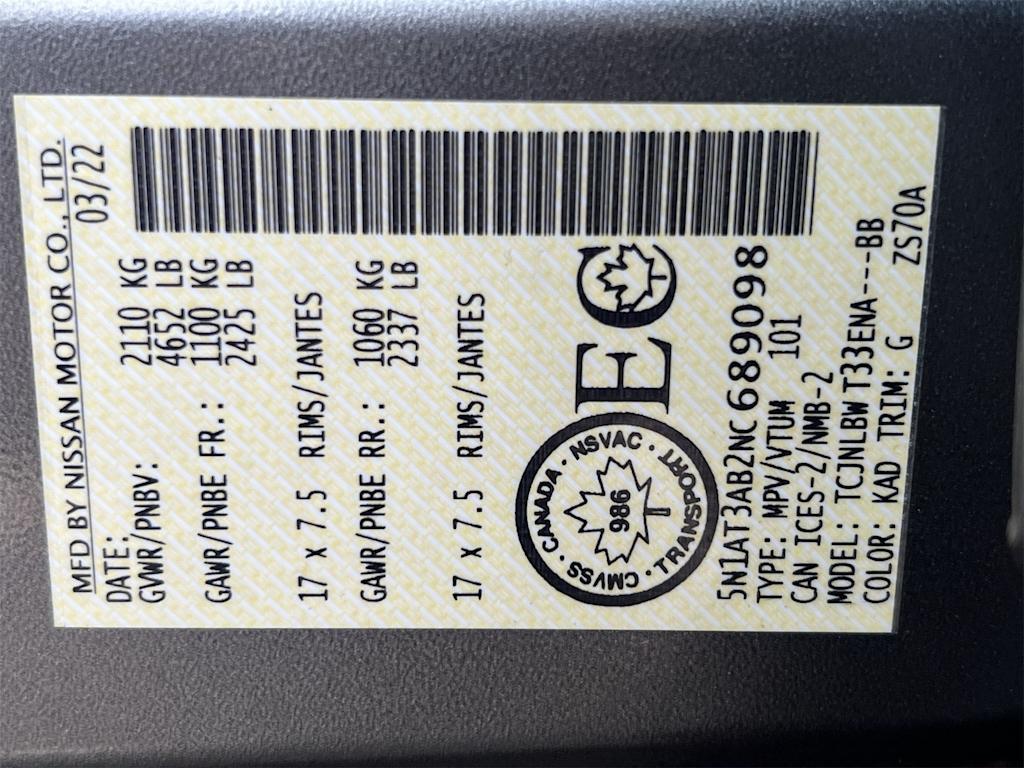 MFD BY NISSAN MOTOR CO., LTD.
DATE: 03/22
GVWR/PNBV: 2110 KG
4652 LB
GAWR/PNBE FR.: 1100 KG
2425 LB
17 x 7.5 RIMS/JANTES
GAWR/PNBE RR.: 1060 KG
2337 LB
17 x 7.5 RIMS/JANTES
CANADA · NSVAC · TRANSPORT · CMVSS ·
986
EC
5N1AT3AB2NC689098
TYPE: MPV/VTUM 101
CAN ICES-2/NMB-2
MODEL: TCJNLBW T33ENA---BB
COLOR: KAD TRIM: G ZS70A